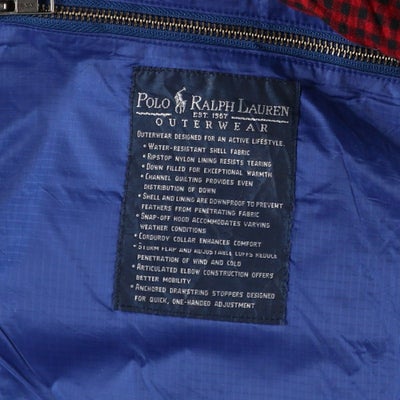 POLO RALPH LAUREN
EST. 1967
OUTERWEAR
OUTERWEAR DESIGNED FOR AN ACTIVE LIFESTYLE.
• WATER-RESISTANT SHELL FABRIC
• RIPSTOP NYLON LINING RESISTS TEARING
• DOWN FILLED FOR EXCEPTIONAL WARMTH
• CHANNEL QUILTING PROVIDES EVEN
DISTRIBUTION OF DOWN
• SHELL AND LINING ARE DOWNPROOF TO PREVENT
FEATHERS FROM PENETRATING FABRIC
• SNAP-OFF HOOD ACCOMMODATES VARYING
WEATHER CONDITIONS
• CORDUROY COLLAR ENHANCES COMFORT
• STORM FLAP AND ADJUSTABLE CUFFS REDUCE
PENETRATION OF WIND AND COLD
• ARTICULATED ELBOW CONSTRUCTION OFFERS
BETTER MOBILITY
• ANCHORED DRAWSTRING STOPPERS DESIGNED
FOR QUICK, ONE-HANDED ADJUSTMENT